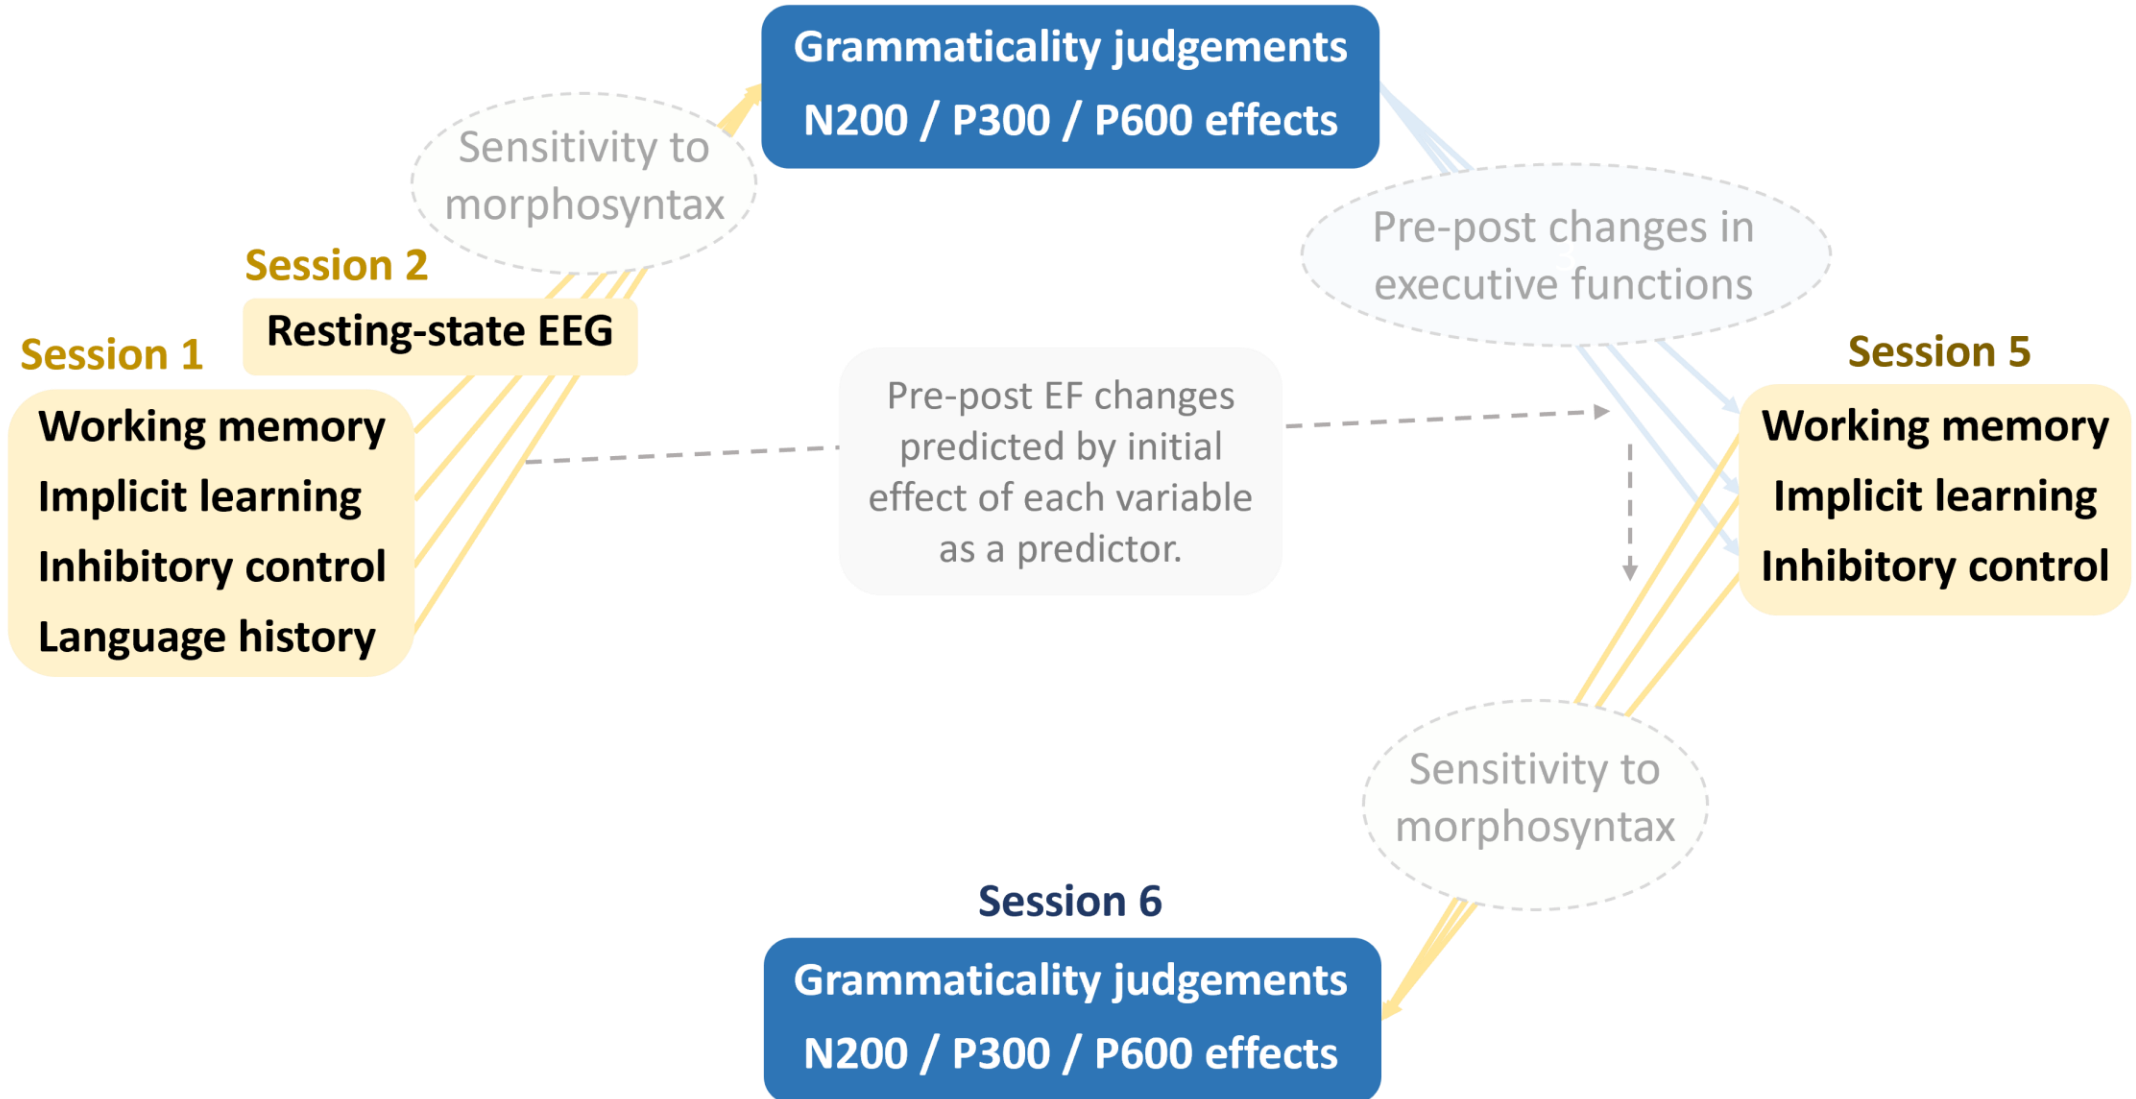 Grammaticality judgements
N200 / P300 / P600 effects
Sensitivity to
morphosyntax
Session 2
Resting-state EEG
Session 1
Working memory
Implicit learning
Inhibitory control
Language history
Pre-post EF changes
predicted by initial
effect of each variable
as a predictor.
Pre-post changes in
executive functions
Session 5
Working memory
Implicit learning
Inhibitory control
Sensitivity to
morphosyntax
Session 6
Grammaticality judgements
N200 / P300 / P600 effects